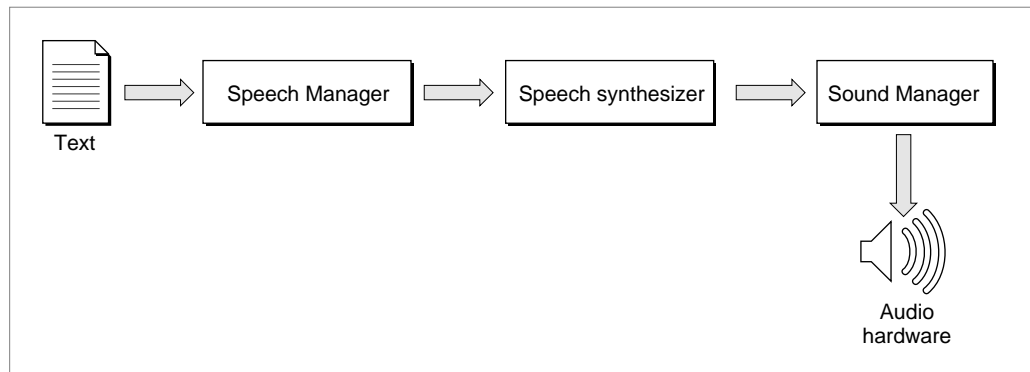 Text
Speech Manager
Speech synthesizer
Sound Manager
Audio
hardware